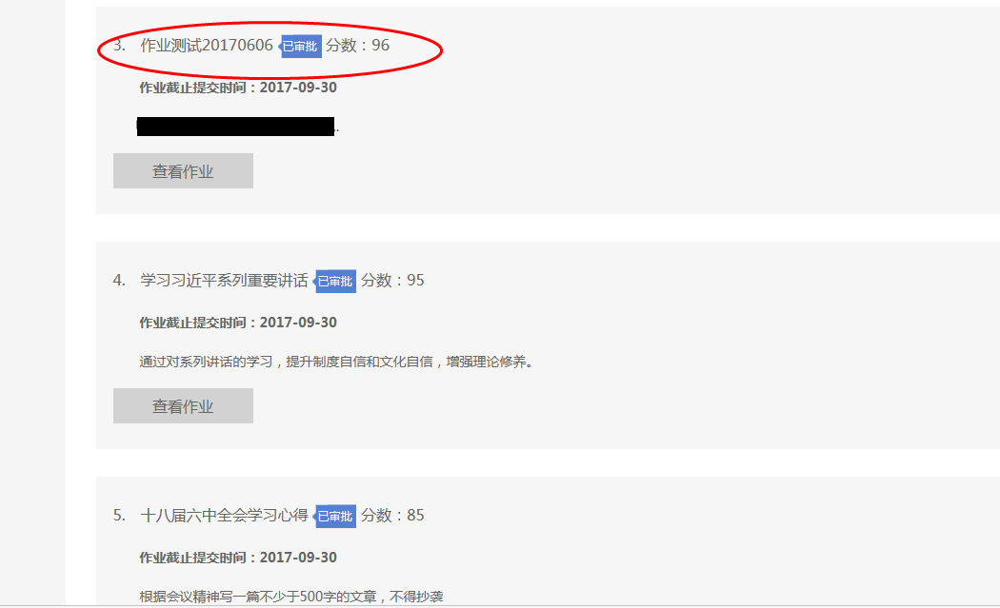 3. 作业测试20170606 已审批 分数：96
作业截止提交时间：2017-09-30
..
查看作业
4. 学习习近平系列重要讲话 已审批 分数：95
作业截止提交时间：2017-09-30
通过对系列讲话的学习，提升制度自信和文化自信，增强理论修养。
查看作业
5. 十八届六中全会学习心得 已审批 分数：85
作业截止提交时间：2017-09-30
根据会议精神写一篇不少于500字的文章，不得抄袭